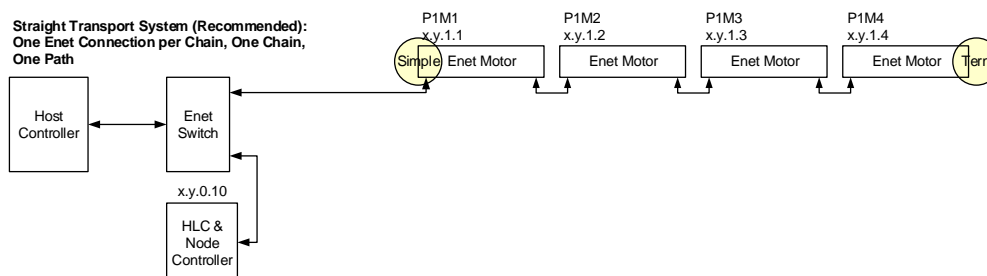 Straight Transport System (Recommended):
One Enet Connection per Chain, One Chain,
One Path
P1M1
x.y.1.1
P1M2
x.y.1.2
P1M3
x.y.1.3
P1M4
x.y.1.4
Simple
Enet Motor
Enet Motor
Enet Motor
Enet Motor
Term
Host
Controller
Enet
Switch
x.y.0.10
HLC &
Node
Controller